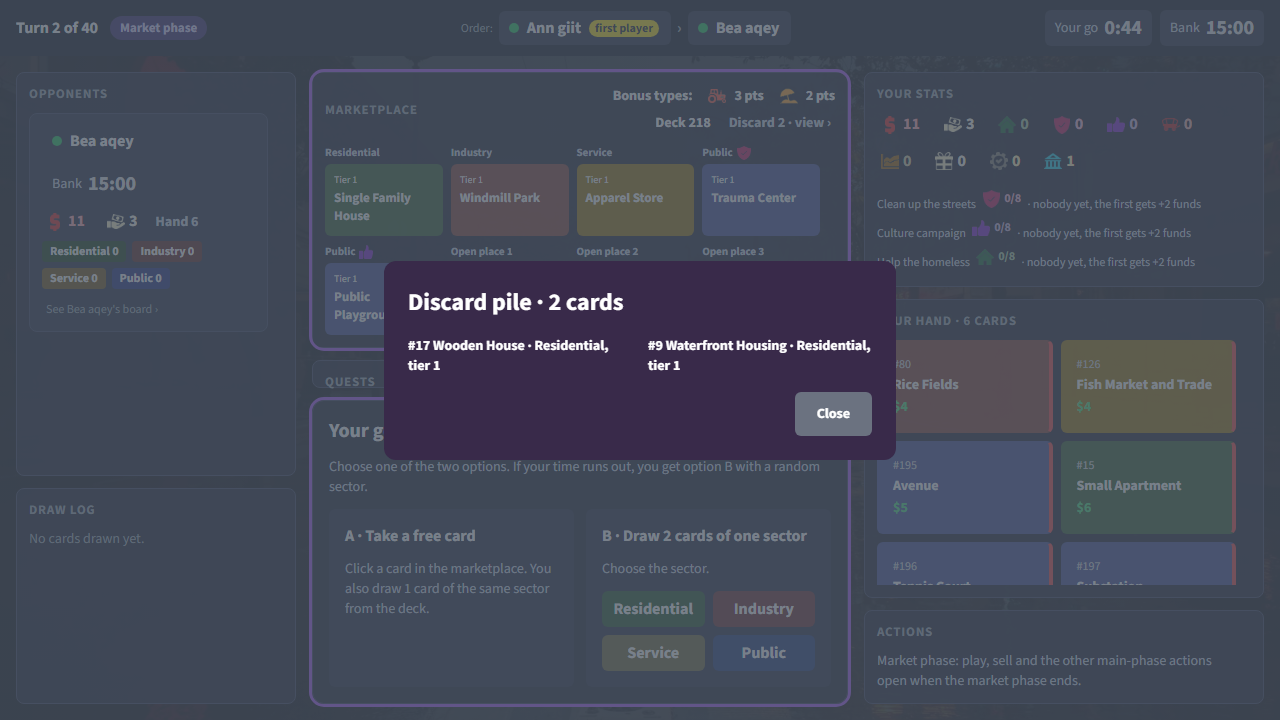 Turn 2 of 40
Market phase
Order:
Ann giit
first player
›
Bea aqey
Your go 0:44
Bank 15:00
OPPONENTS
Bea aqey
Bank 15:00
11
3
Hand 6
Residential 0
Industry 0
Service 0
Public 0
See Bea aqey's board ›
DRAW LOG
No cards drawn yet.
MARKETPLACE
Bonus types:
3 pts
2 pts
Deck 218
Discard 2 · view ›
Residential
Industry
Service
Public
Tier 1
Single Family
House
Tier 1
Windmill Park
Tier 1
Apparel Store
Tier 1
Trauma Center
Public
Open place 1
Open place 2
Open place 3
Tier 1
Public
Discard pile · 2 cards
#17 Wooden House · Residential,
tier 1
#9 Waterfront Housing · Residential,
tier 1
Close
QUESTS
Choose one of the two options. If your time runs out, you get option B with a random
sector.
A · Take a free card
Click a card in the marketplace. You
also draw 1 card of the same sector
from the deck.
B · Draw 2 cards of one sector
Choose the sector.
Residential
Industry
Service
Public
YOUR STATS
11
3
0
0
0
0
0
0
0
1
Clean up the streets
0/8
· nobody yet, the first gets +2 funds
Culture campaign
0/8
· nobody yet, the first gets +2 funds
Help the homeless
0/8
· nobody yet, the first gets +2 funds
HAND · 6 CARDS
#80
Rice Fields
$4
#126
Fish Market and Trade
$4
#195
Avenue
$5
#15
Small Apartment
$6
#196
Tennis Court
#197
Substation
ACTIONS
Market phase: play, sell and the other main-phase actions
open when the market phase ends.